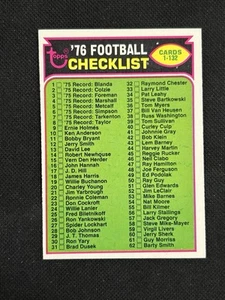 topps
'76 FOOTBALL
CHECKLIST
CARDS
1-132
1 '75 Record: Blanda
2 '75 Record: Colzie
3 '75 Record: Foreman
4 '75 Record: Marshall
5 '75 Record: Metcalf
6 '75 Record: Simpson
7 '75 Record: Tarkenton
8 '75 Record: Taylor
9 Ernie Holmes
10 Jack Anderson
11 Bobby Bryant
12 Jerry Smith
13 David Lee
14 Robert Newhouse
15 Vern Den Herder
16 John Hannah
17 J.D. Hill
18 James Harris
19 Willie Buchanon
20 Charley Young
21 Jim Yarbrough
22 Ronnie Coleman
23 Don Cockroft
24 Willie Lanier
25 Fred Biletnikoff
26 Ron Yankowski
27 Spider Lockhart
28 Bob Johnson
29 J.T. Thomas
30 Ron Yary
31 Brad Dusek
32 Raymond Chester
33 Larry Little
34 Pat Leahy
35 Steve Bartkowski
36 Tom Myers
37 Bill Van Heusen
38 Russ Washington
39 Tom Sullivan
40 Curley Culp
41 Johnnie Gray
42 Bob Klein
43 Lem Barney
44 Harvey Martin
45 Reggie Rucker
46 Neil Clabo
47 Ray Hamilton
48 Joe Ferguson
49 Ed Podolak
50 Ray Guy
51 Glen Edwards
52 Jim LeClair
53 Mike Barnes
54 Nat Moore
55 Bill Kilmer
56 Larry Stallings
57 Jack Gregory
58 Steve Mike-Mayer
59 Virgil Livers
60 Jerry Sherk
61 Guy Morriss
62 Barty Smith